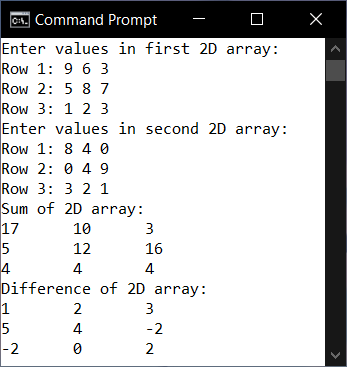 Command Prompt
Enter values in first 2D array:
Row 1: 9 6 3
Row 2: 5 8 7
Row 3: 1 2 3
Enter values in second 2D array:
Row 1: 8 4 0
Row 2: 0 4 9
Row 3: 3 2 1
Sum of 2D array:
17 10 3
5 12 16
4 4 4
Difference of 2D array:
1 2 3
5 4 -2
-2 0 2